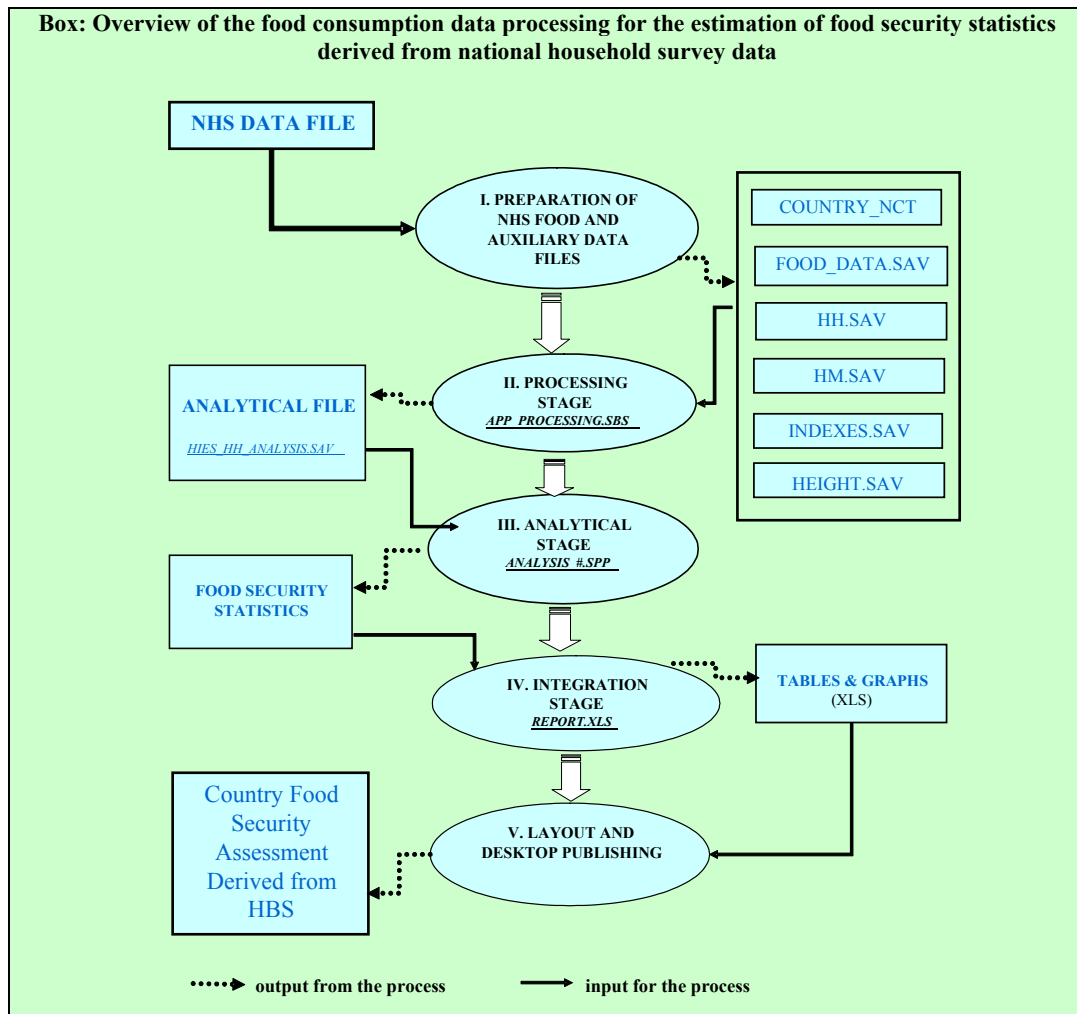 Box: Overview of the food consumption data processing for the estimation of food security statistics
derived from national household survey data
NHS DATA FILE
I. PREPARATION OF
NHS FOOD AND
AUXILIARY DATA
FILES
COUNTRY_NCT
FOOD_DATA.SAV
HH.SAV
HM.SAV
INDEXES.SAV
HEIGHT.SAV
II. PROCESSING
STAGE
APP_PROCESSING.SBS
ANALYTICAL FILE
HIES_HH_ANALYSIS.SAV
III. ANALYTICAL
STAGE
ANALYSIS_#.SPP
FOOD SECURITY
STATISTICS
IV. INTEGRATION
STAGE
REPORT.XLS
TABLES & GRAPHS
(XLS)
Country Food
Security
Assessment
Derived from
HBS
V. LAYOUT AND
DESKTOP PUBLISHING
output from the process
input for the process